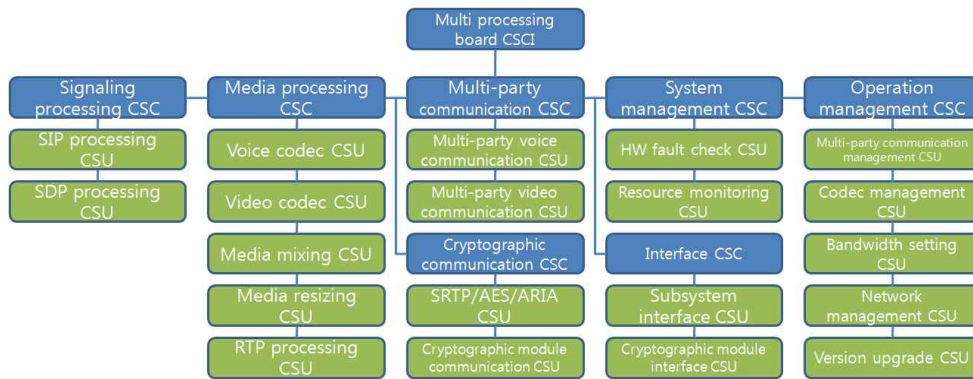 Multi processing
board CSCI
Signaling
processing CSC
Media processing
CSC
Multi-party
communication CSC
System
management CSC
Operation
management CSC
SIP processing
CSU
SDP processing
CSU
Voice codec CSU
Video codec CSU
Media mixing CSU
Media resizing
CSU
RTP processing
CSU
Multi-party voice
communication CSU
Multi-party video
communication CSU
Cryptographic
communication CSC
SRTP/AES/ARIA
CSU
Cryptographic module
communication CSU
HW fault check CSU
Resource monitoring
CSU
Interface CSC
Subsystem
interface CSU
Cryptographic module
interface CSU
Multi-party communication
management CSU
Codec management
CSU
Bandwidth setting
CSU
Network
management CSU
Version upgrade CSU